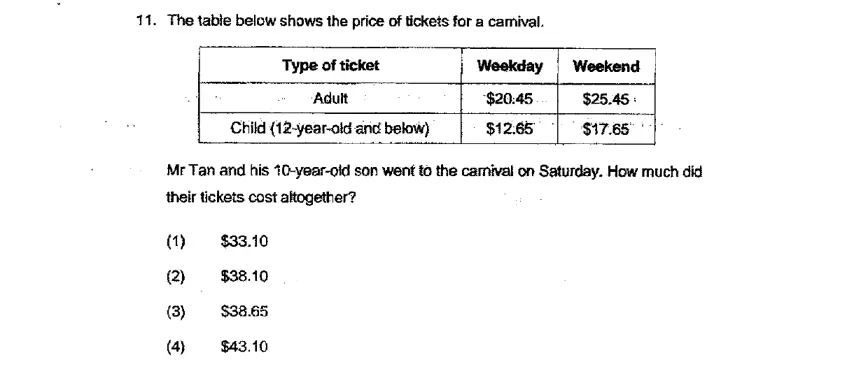 11. The table below shows the price of tickets for a carnival.
Type of ticket Weekday Weekend
Adult $20.45 $25.45
Child (12-year-old and below) $12.65 $17.65
Mr Tan and his 10-year-old son went to the carnival on Saturday. How much did
their tickets cost altogether?
(1) $33.10
(2) $38.10
(3) $38.65
(4) $43.10